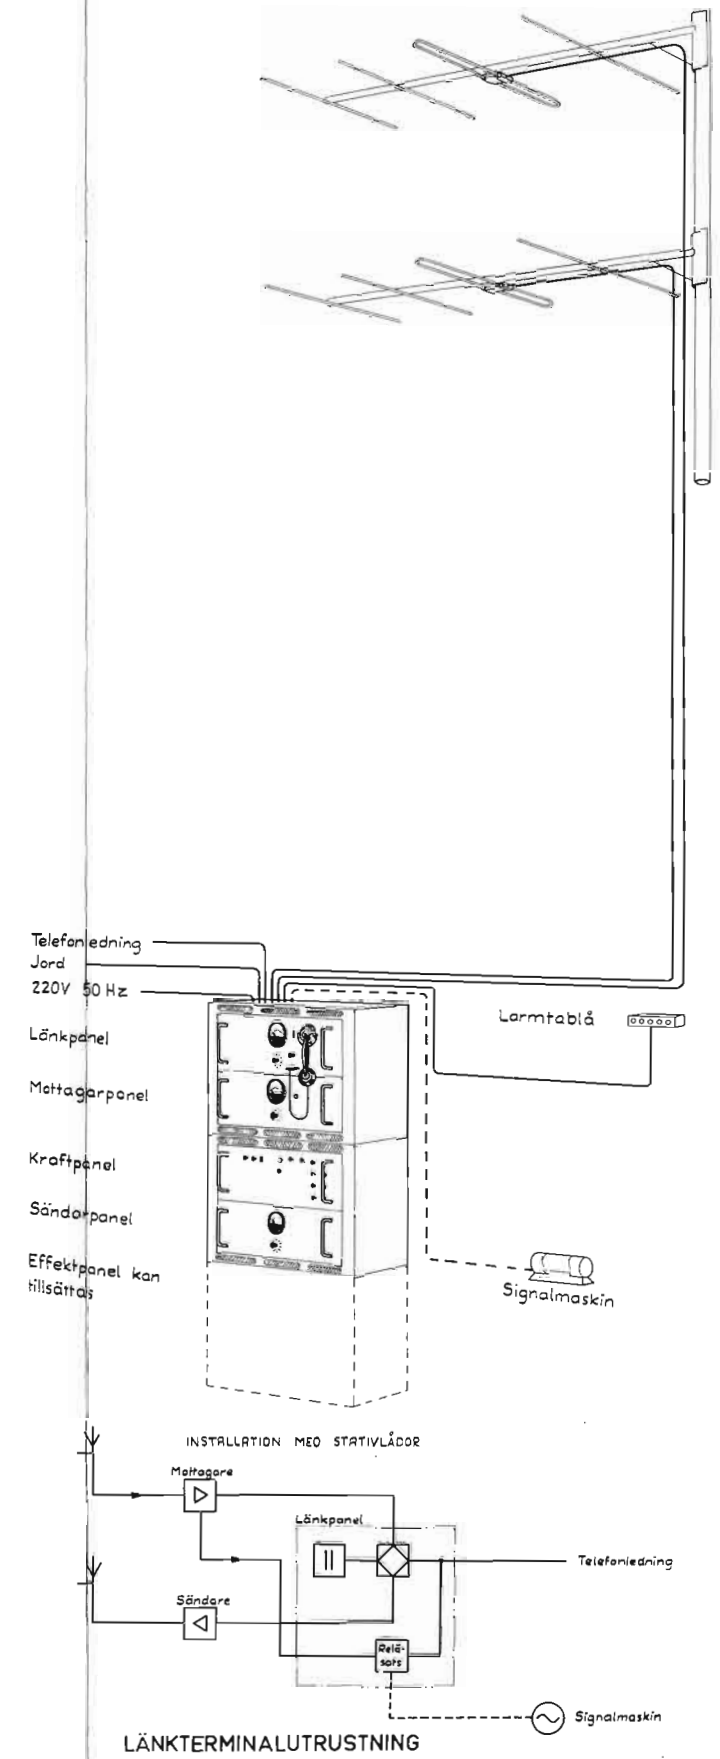 Telefonledning
Jord
220V 50 Hz
Länkpanel
Mottagarpanel
Kraftpanel
Sändarpanel
Effektpanel kan
tillsättas
Larmtablå
Signalmaskin
INSTALLATION MED STATIVLÅDOR
Mottagare
Länkpanel
Telefonledning
Sändare
Relä-
sats
Signalmaskin
LÄNKTERMINALUTRUSTNING